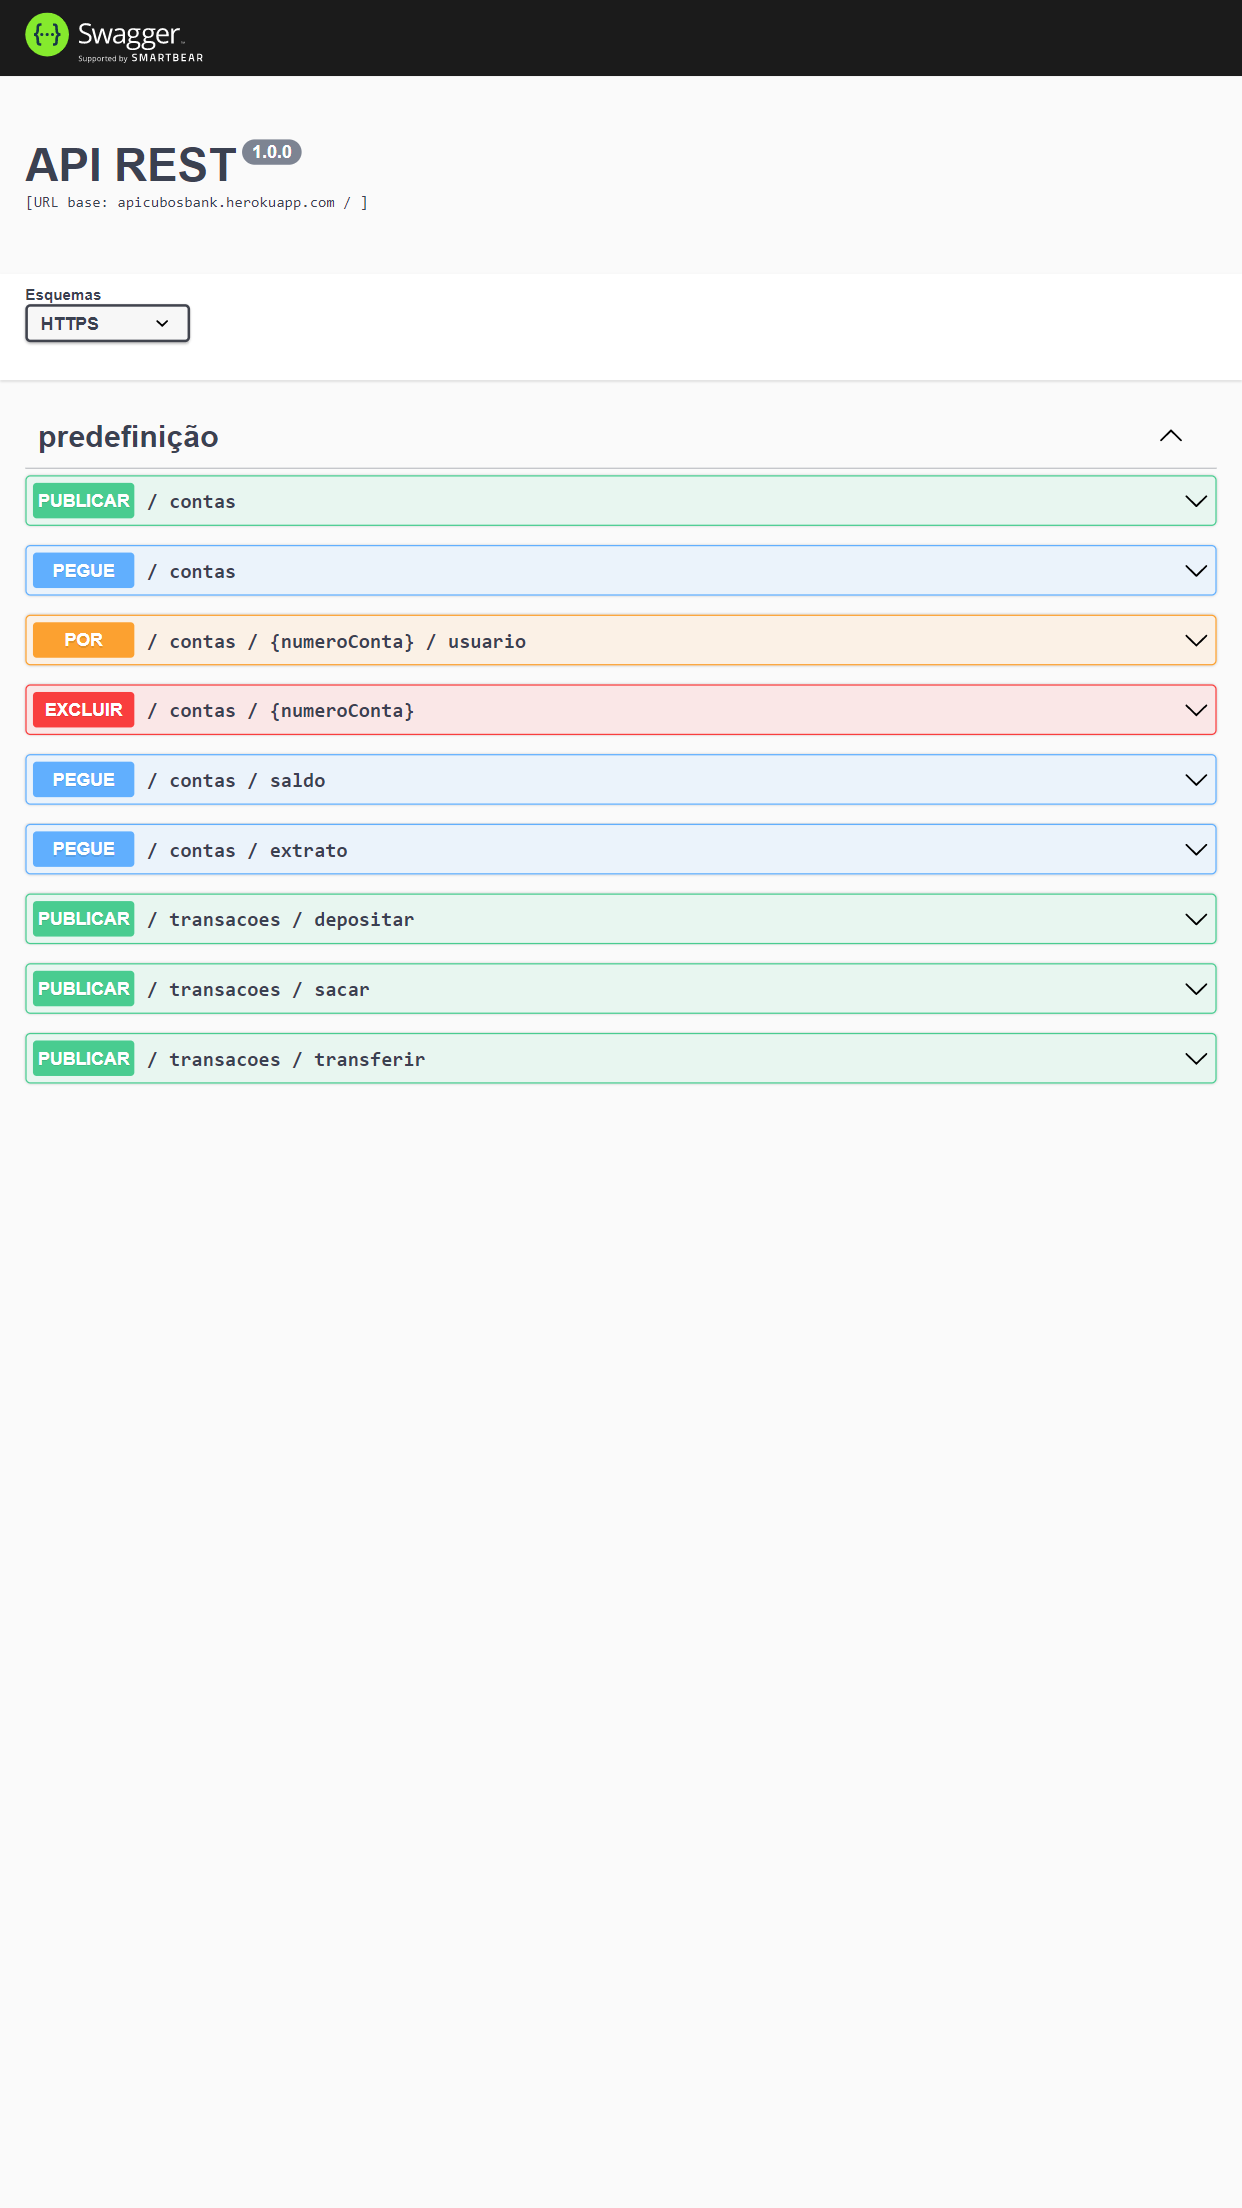 {···} Swagger
Supported by SMARTBEAR
API REST 1.0.0
[URL base: apicubosbank.herokuapp.com / ]
Esquemas
HTTPS
predefinição
PUBLICAR / contas
PEGUE / contas
POR / contas / {numeroConta} / usuario
EXCLUIR / contas / {numeroConta}
PEGUE / contas / saldo
PEGUE / contas / extrato
PUBLICAR / transacoes / depositar
PUBLICAR / transacoes / sacar
PUBLICAR / transacoes / transferir